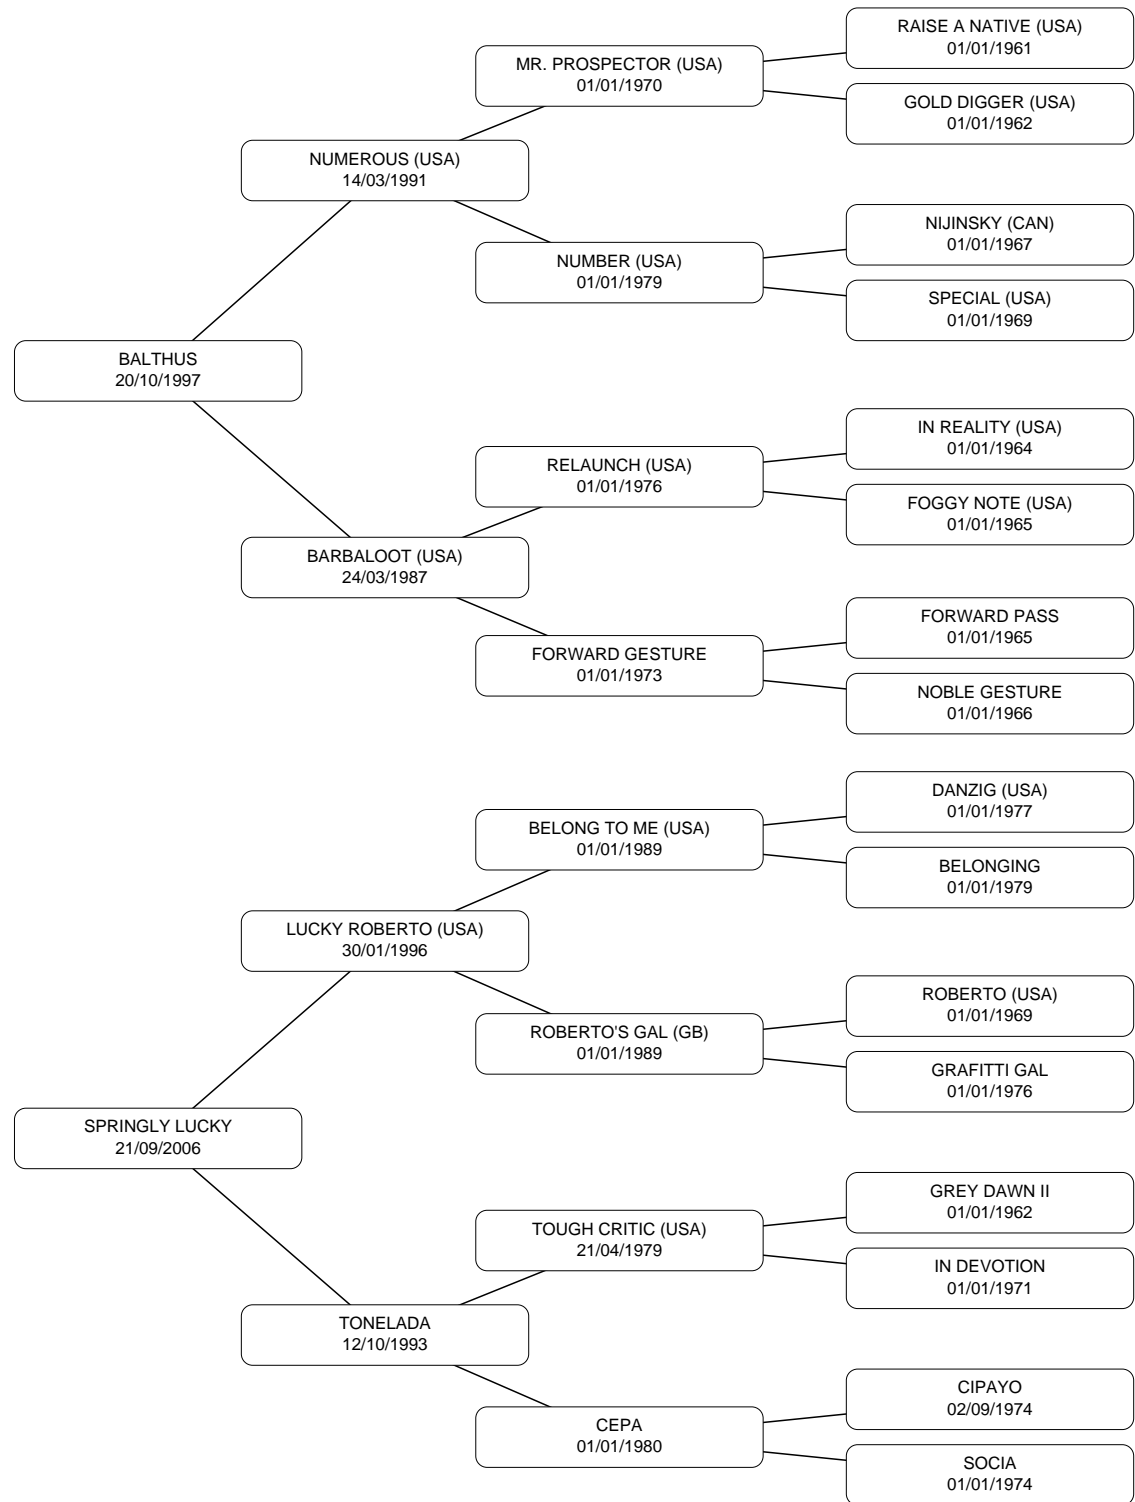 RAISE A NATIVE (USA)
01/01/1961
MR. PROSPECTOR (USA)
01/01/1970
GOLD DIGGER (USA)
01/01/1962
NUMEROUS (USA)
14/03/1991
NIJINSKY (CAN)
01/01/1967
NUMBER (USA)
01/01/1979
SPECIAL (USA)
01/01/1969
BALTHUS
20/10/1997
IN REALITY (USA)
01/01/1964
RELAUNCH (USA)
01/01/1976
FOGGY NOTE (USA)
01/01/1965
BARBALOOT (USA)
24/03/1987
FORWARD PASS
01/01/1965
FORWARD GESTURE
01/01/1973
NOBLE GESTURE
01/01/1966
DANZIG (USA)
01/01/1977
BELONG TO ME (USA)
01/01/1989
BELONGING
01/01/1979
LUCKY ROBERTO (USA)
30/01/1996
ROBERTO (USA)
01/01/1969
ROBERTO'S GAL (GB)
01/01/1989
GRAFITTI GAL
01/01/1976
SPRINGLY LUCKY
21/09/2006
GREY DAWN II
01/01/1962
TOUGH CRITIC (USA)
21/04/1979
IN DEVOTION
01/01/1971
TONELADA
12/10/1993
CIPAYO
02/09/1974
CEPA
01/01/1980
SOCIA
01/01/1974